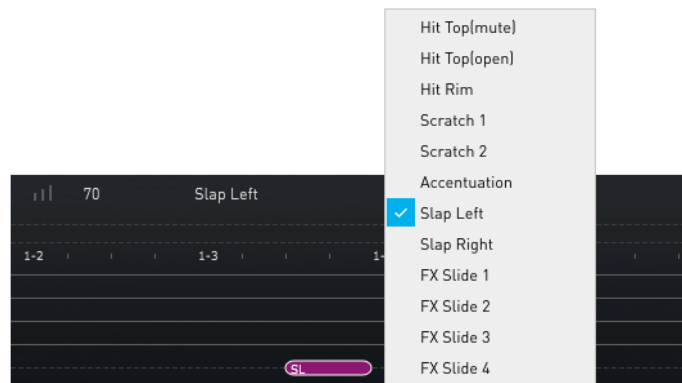 Hit Top(mute)
Hit Top(open)
Hit Rim
Scratch 1
Scratch 2
Accentuation
70 Slap Left
Slap Left
Slap Right
1-2 1-3 1-
FX Slide 1
FX Slide 2
FX Slide 3
FX Slide 4
SL